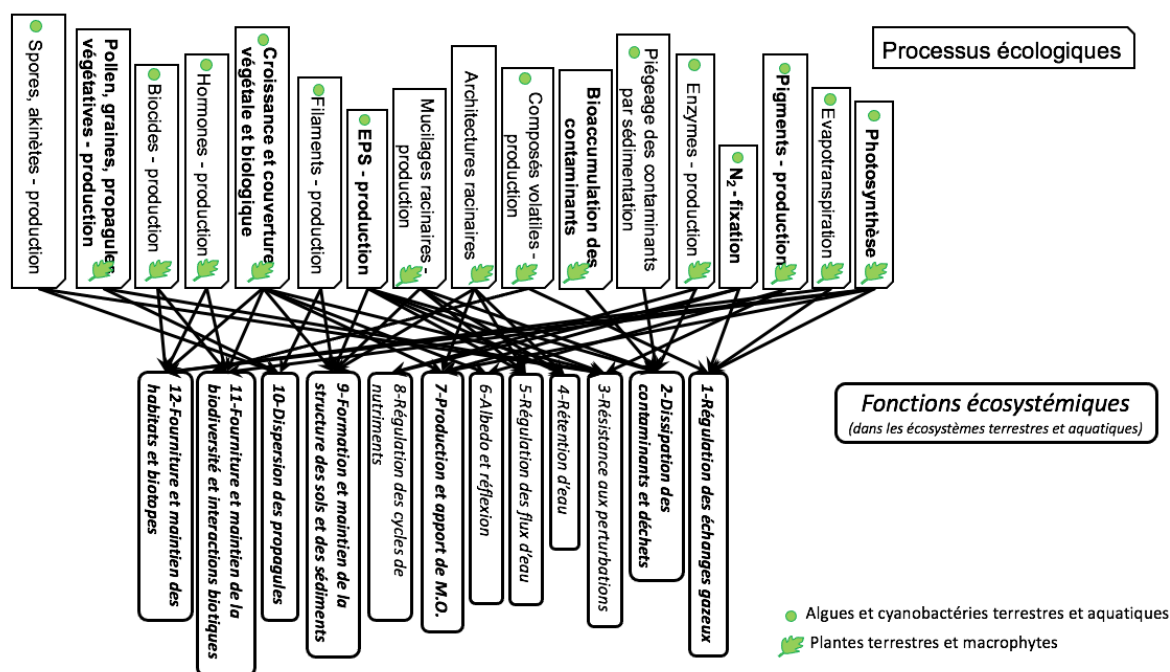 Processus écologiques
Spores, akinètes - production
Pollen, graines, propagules
végétatives - production
Biocides - production
Hormones - production
Croissance et couverture
végétale et biologique
Filaments - production
EPS - production
Mucilages racinaires -
production
Architectures racinaires
Composés volatiles -
production
Bioaccumulation des
contaminants
Piégeage des contaminants
par sédimentation
Enzymes - production
N₂ - fixation
Pigments - production
Evapotranspiration
Photosynthèse
12-Fourniture et maintien des
habitats et biotopes
11-Fourniture et maintien de la
biodiversité et interactions biotiques
10-Dispersion des propagules
9-Formation et maintien de la
structure des sols et des sédiments
8-Régulation des cycles de
nutriments
7-Production et apport de M.O.
6-Albedo et réflexion
5-Régulation des flux d'eau
4-Rétention d'eau
3-Résistance aux perturbations
2-Dissipation des
contaminants et déchets
1-Régulation des échanges gazeux
Fonctions écosystémiques
(dans les écosystèmes terrestres et aquatiques)
Algues et cyanobactéries terrestres et aquatiques
Plantes terrestres et macrophytes